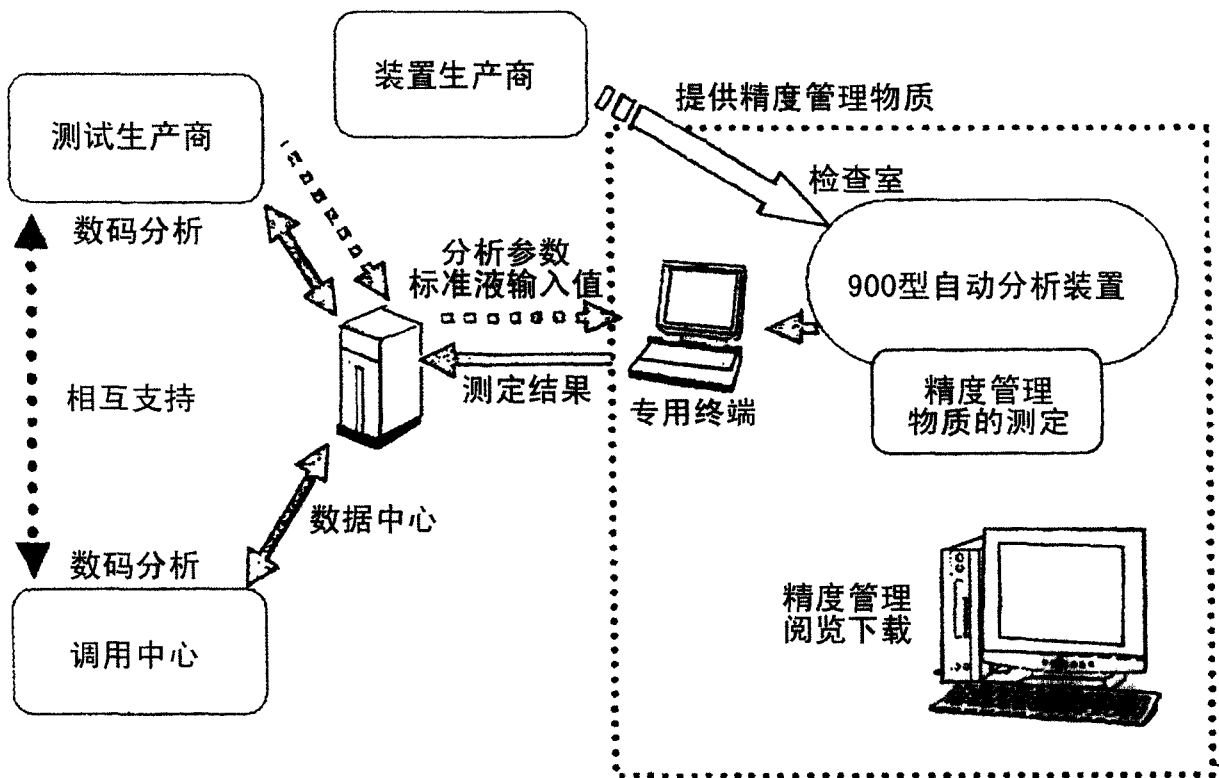 装置生产商
提供精度管理物质
测试生产商
检查室
数码分析
分析参数
标准液输入值
900型自动分析装置
测定结果
专用终端
精度管理
物质的测定
相互支持
数据中心
数码分析
调用中心
精度管理
阅览下载